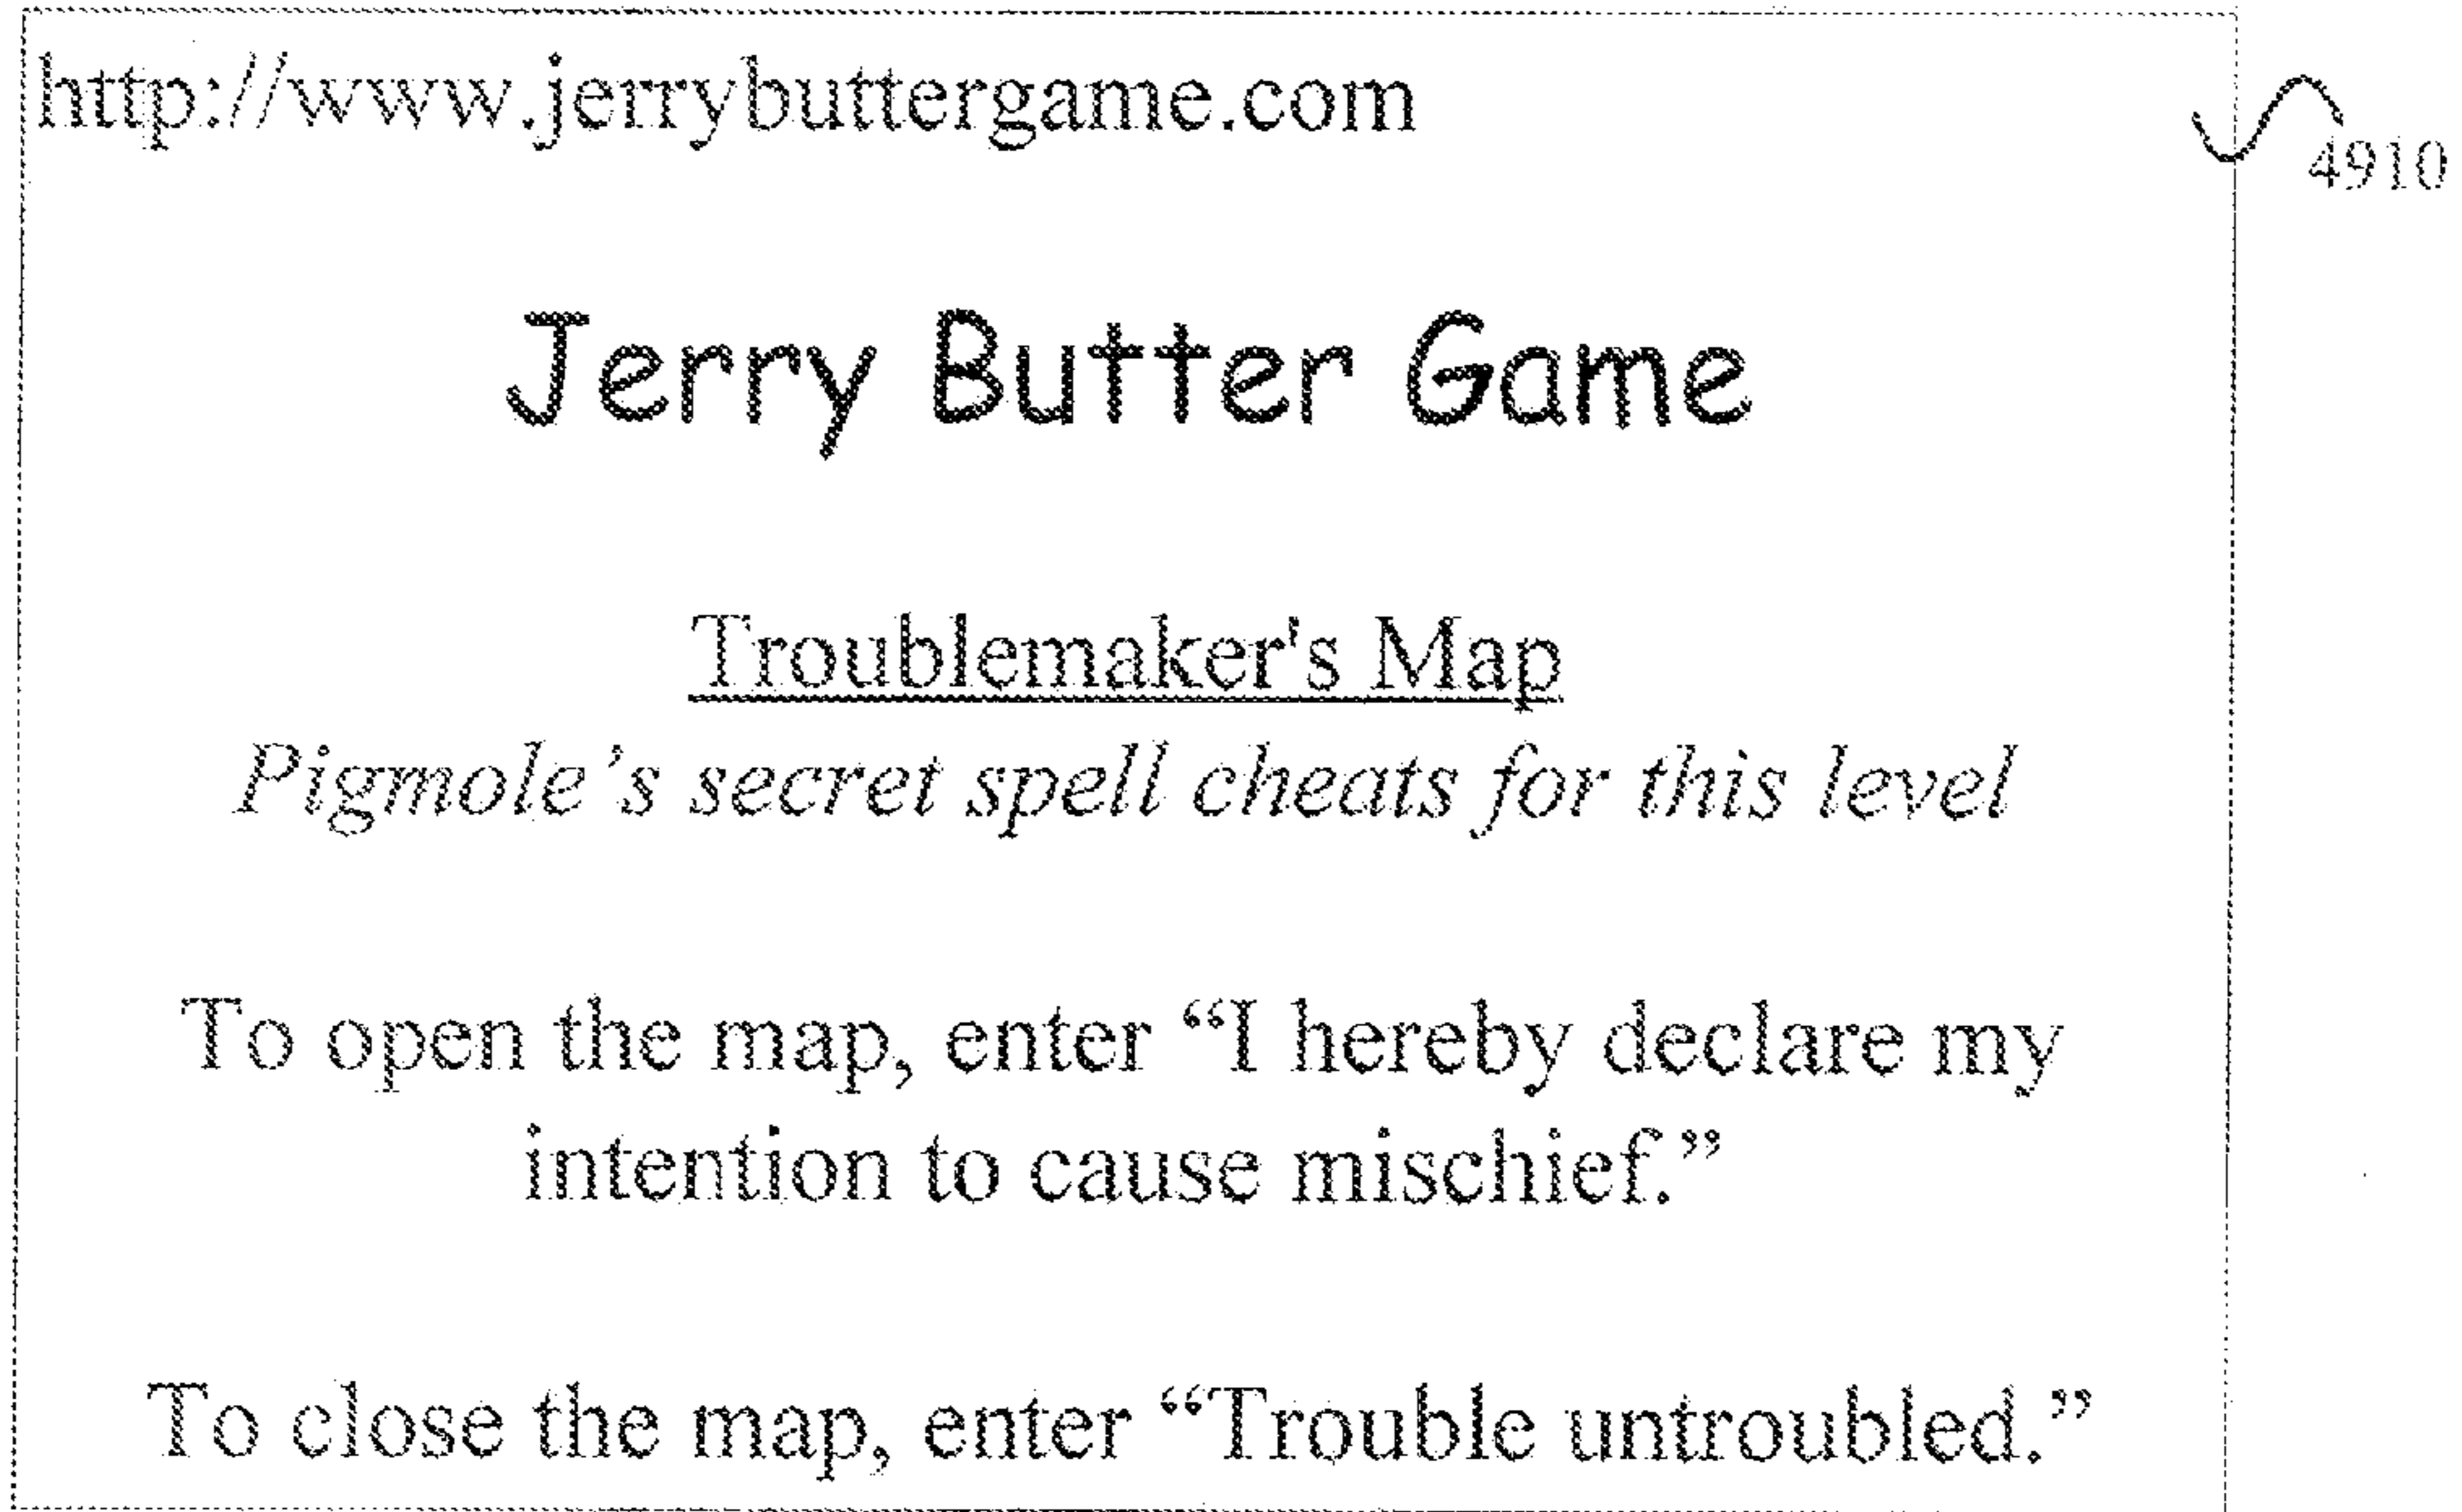 http://www.jerrybuttergame.com
4910
Jerry Butter Game
Troublemaker's Map
Pigmole’s secret spell cheats for this level
To open the map, enter “I hereby declare my
intention to cause mischief.”
To close the map, enter “Trouble untroubled.”